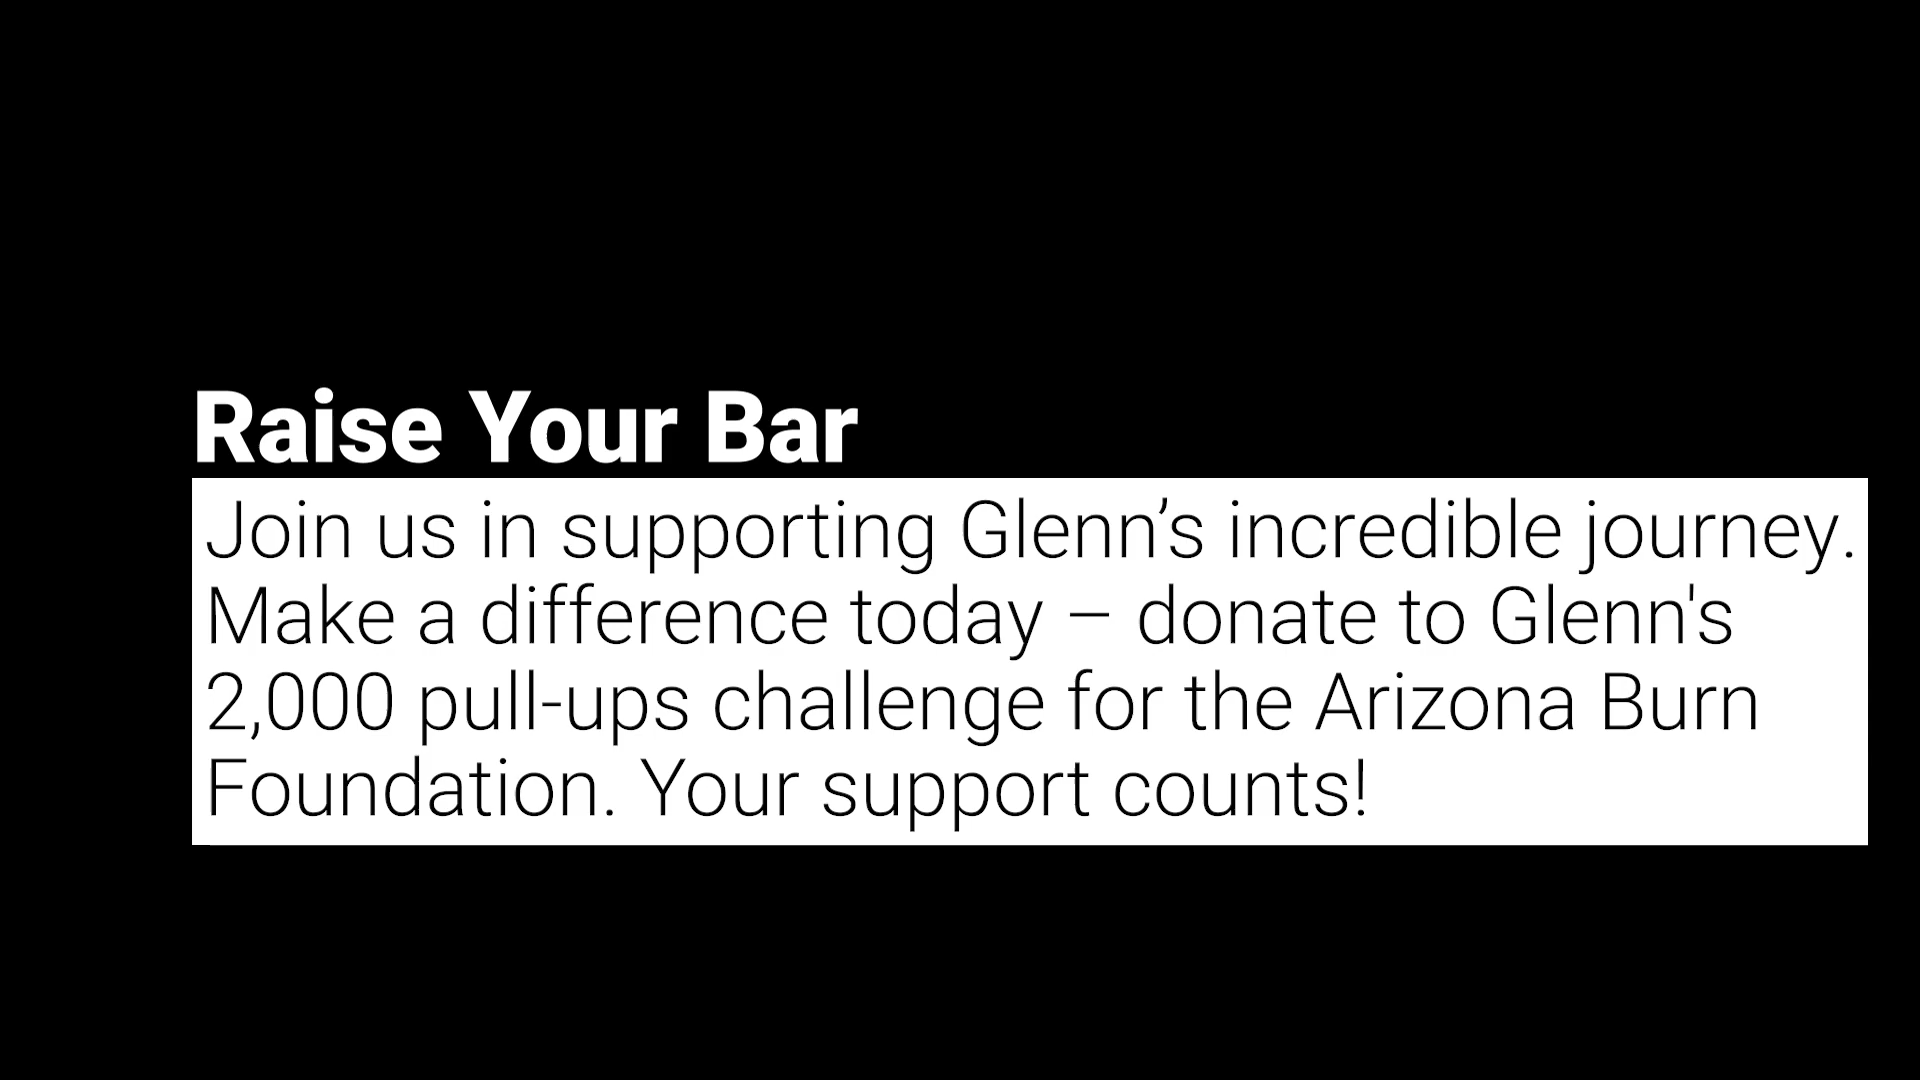 Raise Your Bar
Join us in supporting Glenn’s incredible journey.
Make a difference today – donate to Glenn's
2,000 pull-ups challenge for the Arizona Burn
Foundation. Your support counts!